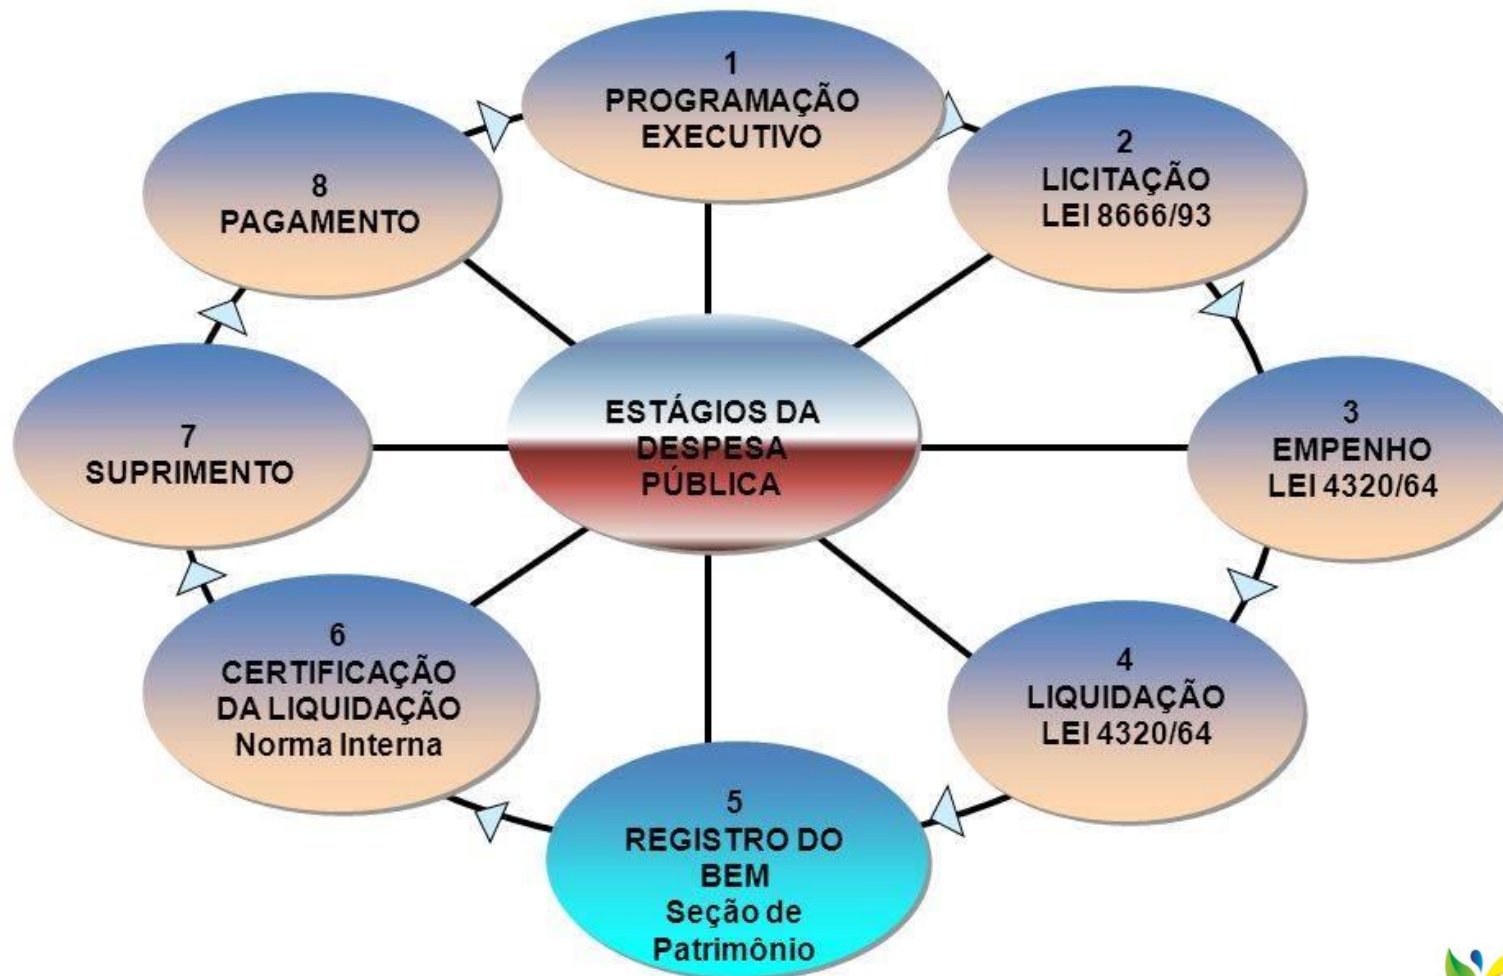 1
PROGRAMAÇÃO
EXECUTIVO
2
LICITAÇÃO
LEI 8666/93
3
EMPENHO
LEI 4320/64
4
LIQUIDAÇÃO
LEI 4320/64
5
REGISTRO DO
BEM
Seção de
Patrimônio
6
CERTIFICAÇÃO
DA LIQUIDAÇÃO
Norma Interna
7
SUPRIMENTO
8
PAGAMENTO
ESTÁGIOS DA
DESPESA
PÚBLICA